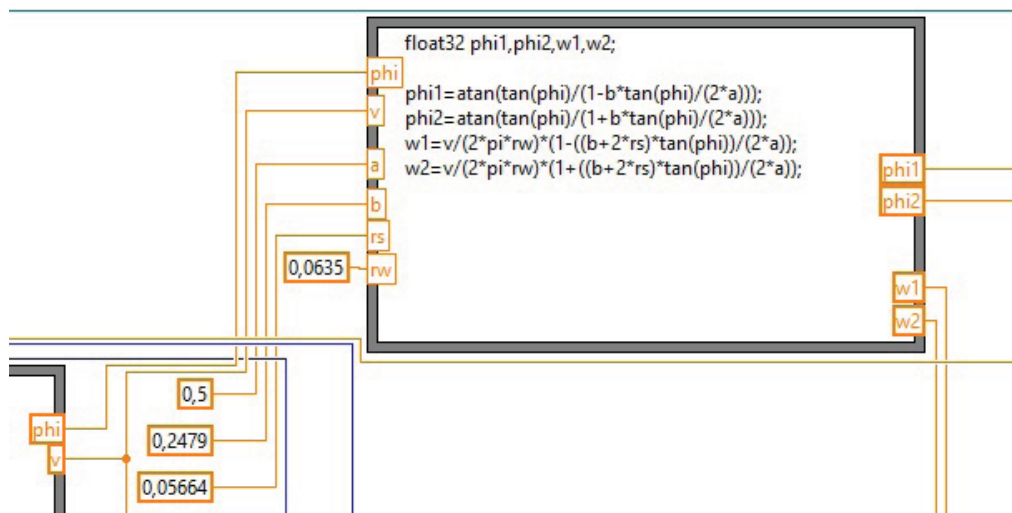 float32 phi1,phi2,w1,w2;
phi
phi1=atan(tan(phi)/(1-b*tan(phi)/(2*a)));
v
phi2=atan(tan(phi)/(1+b*tan(phi)/(2*a)));
w1=v/(2*pi*rw)*(1-((b+2*rs)*tan(phi))/(2*a));
a
w2=v/(2*pi*rw)*(1+((b+2*rs)*tan(phi))/(2*a));
phi1
b
phi2
rs
0,0635
rw
w1
w2
0,5
phi
0,2479
v
0,05664